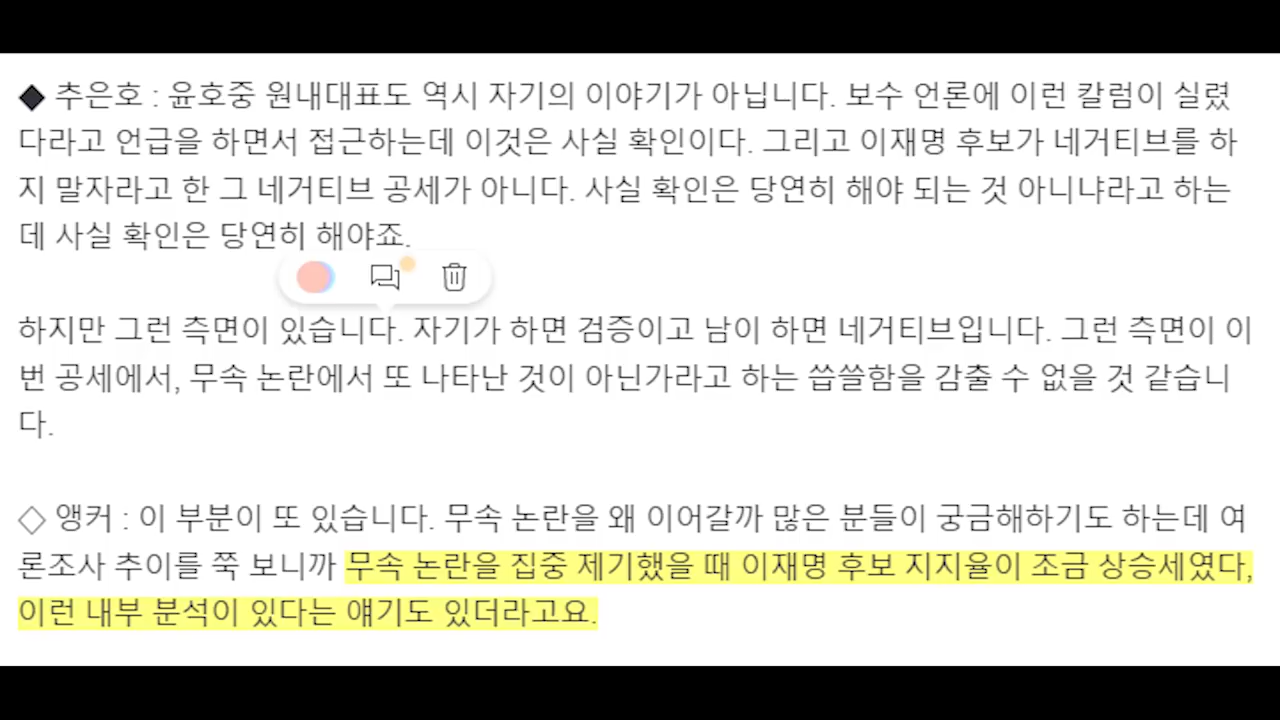 ◆ 추은호 : 윤호중 원내대표도 역시 자기의 이야기가 아닙니다. 보수 언론에 이런 칼럼이 실렸
다라고 언급을 하면서 접근하는데 이것은 사실 확인이다. 그리고 이재명 후보가 네거티브를 하
지 말자라고 한 그 네거티브 공세가 아니다. 사실 확인은 당연히 해야 되는 것 아니냐라고 하는
데 사실 확인은 당연히 해야죠.
하지만 그런 측면이 있습니다. 자기가 하면 검증이고 남이 하면 네거티브입니다. 그런 측면이 이
번 공세에서, 무속 논란에서 또 나타난 것이 아닌가라고 하는 씁쓸함을 감출 수 없을 것 같습니
다.
◇ 앵커 : 이 부분이 또 있습니다. 무속 논란을 왜 이어갈까 많은 분들이 궁금해하기도 하는데 여
론조사 추이를 쭉 보니까 무속 논란을 집중 제기했을 때 이재명 후보 지지율이 조금 상승세였다,
이런 내부 분석이 있다는 얘기도 있더라고요.